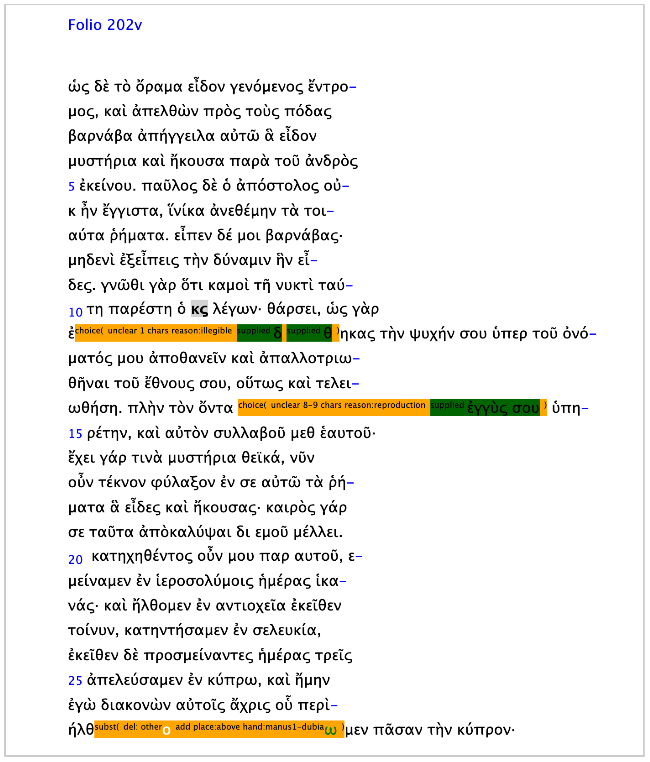 Folio 202v
ὡς δὲ τὸ ὄραμα εἶδον γενόμενος ἔντρο–
μος, καὶ ἀπελθὼν πρὸς τοὺς πόδας
βαρνάβα ἀπήγγειλα αὐτῶ ἃ εἶδον
μυστήρια καὶ ἤκουσα παρὰ τοῦ ἀνδρὸς
5 ἐκείνου. παῦλος δὲ ὁ ἀπόστολος οὐ–
κ ἦν ἔγγιστα, ἵνίκα ἀνεθέμην τὰ τοι–
αύτα ῥήματα. εἶπεν δέ μοι βαρνάβας·
μηδενὶ ἐξεἶπεις τὴν δύναμιν ἣν εἶ–
δες. γνῶθι γὰρ ὅτι καμοὶ τῆ νυκτὶ ταύ–
10 τη παρέστη ὁ κς λέγων· θάρσει, ὡς γὰρ
ἐchoice( unclear 1 chars reason:illegible supplied δ supplied θ )ηκας τὴν ψυχήν σου ὑπερ τοῦ ὀνό–
ματός μου ἀποθανεῖν καὶ ἀπαλλοτριω–
θῆναι τοῦ ἔθνους σου, οὕτως καὶ τελει–
ωθήση. πλὴν τὸν ὄντα choice( unclear 8-9 chars reason:reproduction supplied ἐγγὺς σου ) ὑπη–
15 ρέτην, καὶ αὐτὸν συλλαβοῦ μεθ ἑαυτοῦ·
ἔχει γάρ τινὰ μυστήρια θεϊκά, νῦν
οὖν τέκνον φύλαξον ἐν σε αὐτῶ τὰ ῥή–
ματα ἃ εἶδες καὶ ἤκουσας· καιρὸς γάρ
σε ταῦτα ἀπὸκαλύψαι δι εμοῦ μέλλει.
20 κατηχηθέντος οὖν μου παρ αυτοῦ, ε–
μείναμεν ἐν ἱεροσολύμοις ἡμέρας ἱκα–
νάς· καὶ ἤλθομεν ἐν αντιοχεῖα ἐκεῖθεν
τοίνυν, κατηντήσαμεν ἐν σελευκία,
ἐκεῖθεν δὲ προσμείναντες ἡμέρας τρεῖς
25 ἀπελεύσαμεν ἐν κύπρω, καὶ ἤμην
ἐγὼ διακονὼν αὐτοῖς ἄχρις οὗ περὶ–
ήλθsubst( del: other ο add place:above hand:manus1-dubia ω )μεν πᾶσαν τὴν κύπρον·